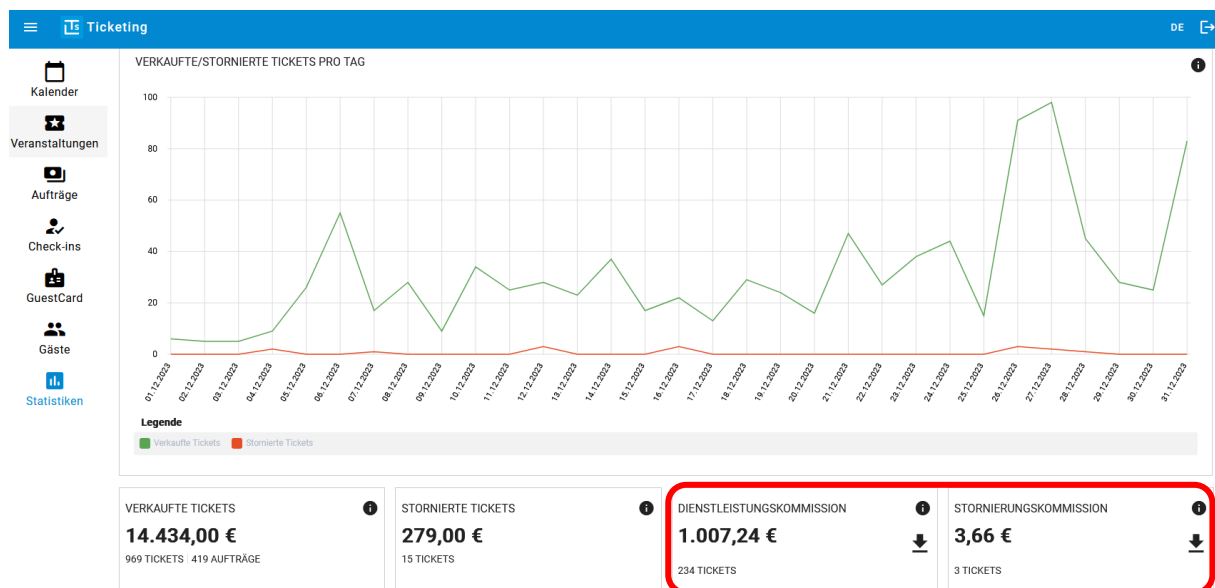 Ts Ticketing DE
Kalender
Veranstaltungen
Aufträge
Check-ins
GuestCard
Gäste
Statistiken
VERKAUFTE/STORNIERTE TICKETS PRO TAG
100
80
60
40
20
0
01.12.2023 02.12.2023 03.12.2023 04.12.2023 05.12.2023 06.12.2023 07.12.2023 08.12.2023 09.12.2023 10.12.2023 11.12.2023 12.12.2023 13.12.2023 14.12.2023 15.12.2023 16.12.2023 17.12.2023 18.12.2023 19.12.2023 20.12.2023 21.12.2023 22.12.2023 23.12.2023 24.12.2023 25.12.2023 26.12.2023 27.12.2023 28.12.2023 29.12.2023 30.12.2023 31.12.2023
Legende
Verkaufte Tickets Stornierte Tickets
VERKAUFTE TICKETS
14.434,00 €
969 TICKETS 419 AUFTRÄGE
STORNIERTE TICKETS
279,00 €
15 TICKETS
DIENSTLEISTUNGSKOMMISSION
1.007,24 €
234 TICKETS
STORNIERUNGSKOMMISSION
3,66 €
3 TICKETS